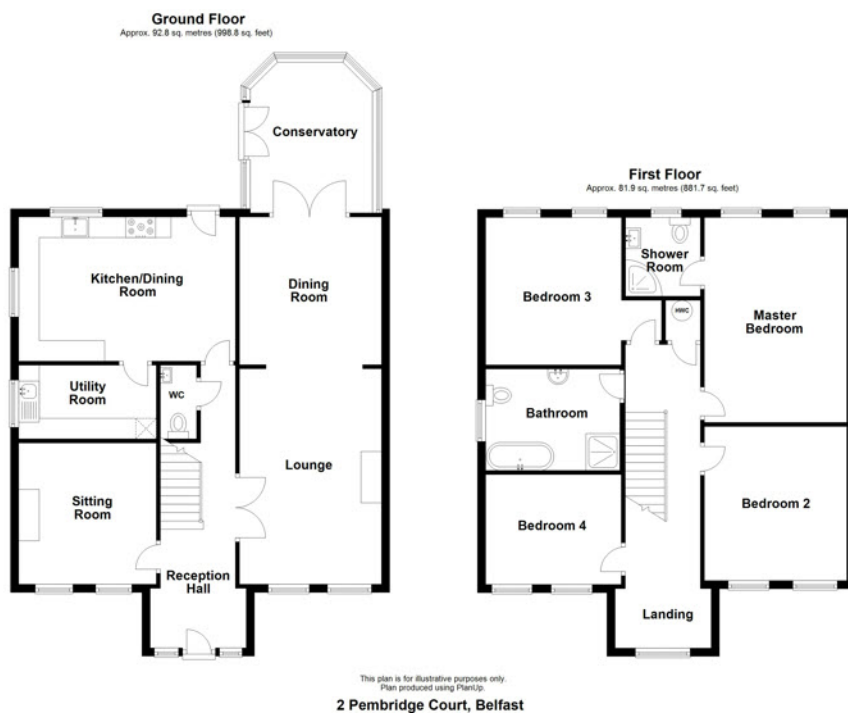 Ground Floor
Approx. 92.8 sq. metres (998.8 sq. feet)
Conservatory
Kitchen/Dining
Room
Dining
Room
Utility
Room
WC
Lounge
Sitting
Room
Reception
Hall
First Floor
Approx. 81.9 sq. metres (881.7 sq. feet)
Shower
Room
Bedroom 3
HWC
Master
Bedroom
Bathroom
Bedroom 2
Bedroom 4
Landing
This plan is for illustrative purposes only.
Plan produced using PlanUp.
2 Pembridge Court, Belfast